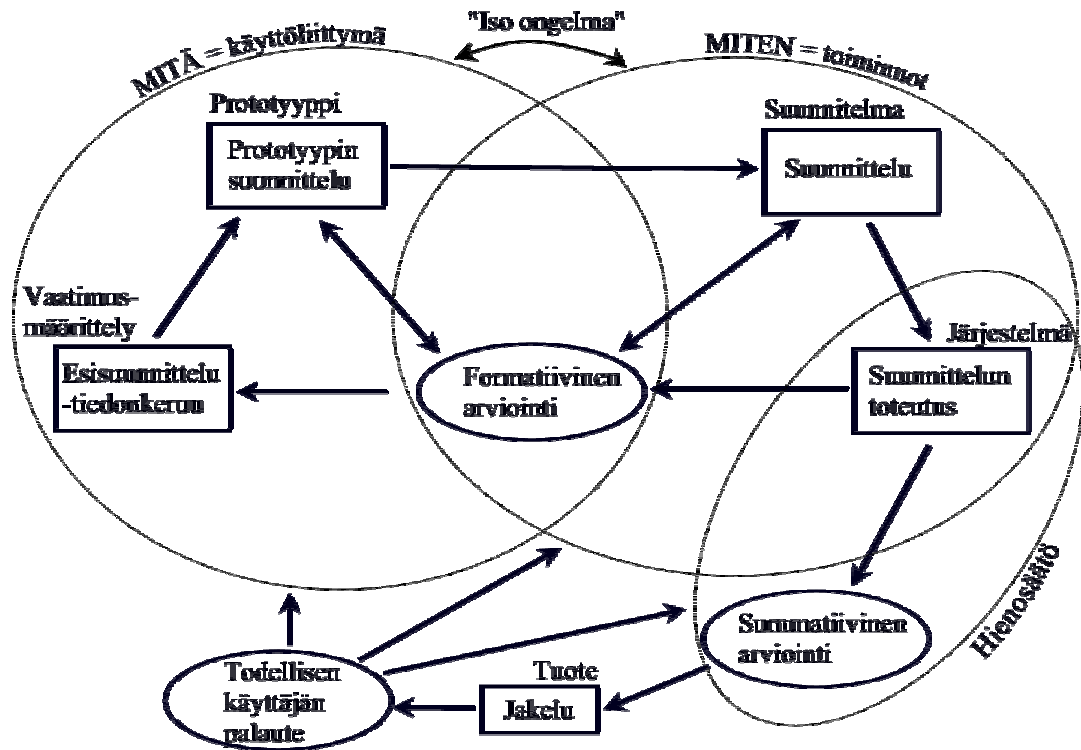 "Iso ongelma"
MITÄ = käyttöliittymä
MITEN = toiminnot
Prototyyppi
Prototyypin
suunnittelu
Suunnitelma
Suunnittelu
Vaatimus-
määrittely
Esisuunnittelu
-tiedonkeruu
Formatiivinen
arviointi
Järjestelmä
Suunnittelun
toteutus
Hienosäätö
Summatiivinen
arviointi
Tuote
Jakelu
Todellisen
käyttäjän
palaute